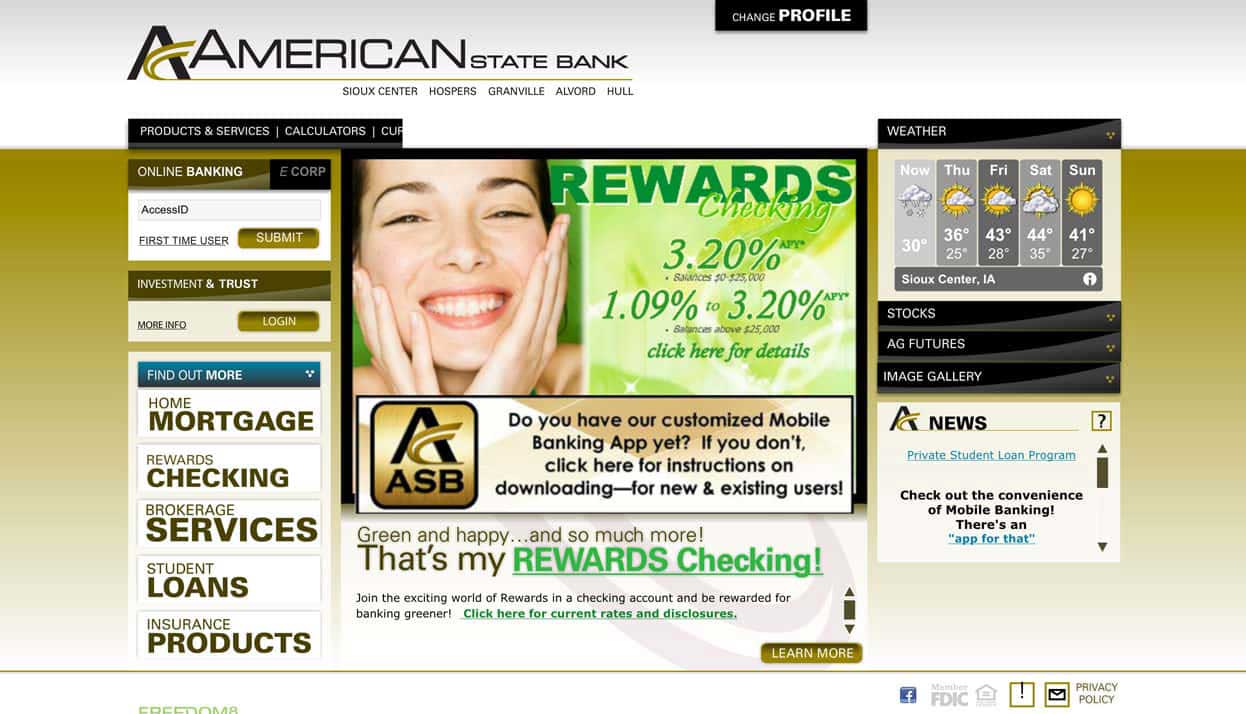 CHANGE PROFILE
AMERICAN STATE BANK
SIOUX CENTER HOSPERS GRANVILLE ALVORD HULL
PRODUCTS & SERVICES | CALCULATORS |
ONLINE BANKING
E CORP
AccessID
FIRST TIME USER
SUBMIT
INVESTMENT & TRUST
MORE INFO
LOGIN
FIND OUT MORE
HOME
MORTGAGE
REWARDS
CHECKING
BROKERAGE
SERVICES
STUDENT
LOANS
INSURANCE
PRODUCTS
REWARDS
Checking
3.20% APY*
• Balances $0-$25,000
1.09% to 3.20% APY*
• Balances above $25,000
click here for details
ASB
Do you have our customized Mobile
Banking App yet? If you don't,
click here for instructions on
downloading—for new & existing users!
Green and happy...and so much more!
That's my REWARDS Checking!
Join the exciting world of Rewards in a checking account and be rewarded for
banking greener! Click here for current rates and disclosures.
LEARN MORE
WEATHER
Now Thu Fri Sat Sun
30° 36° 43° 44° 41°
25° 28° 35° 27°
Sioux Center, IA
STOCKS
AG FUTURES
IMAGE GALLERY
NEWS
?
Private Student Loan Program
Check out the convenience
of Mobile Banking!
There's an
"app for that"
f
Member
FDIC
!
PRIVACY
POLICY